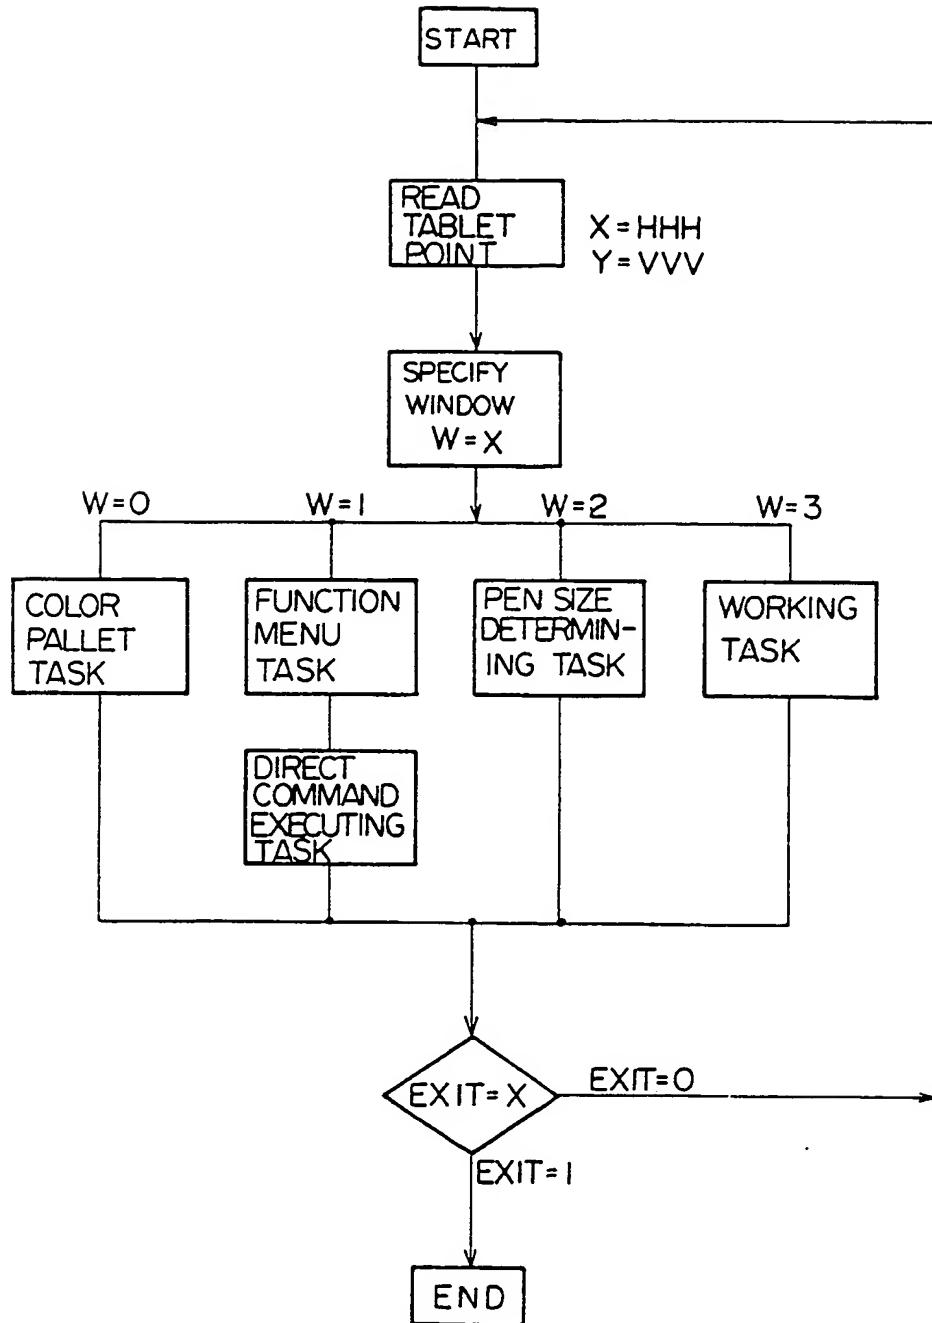 START
READ
TABLET
POINT
X=HHH
Y=VVV
SPECIFY
WINDOW
W=X
W=0
W=1
W=2
W=3
COLOR
PALLET
TASK
FUNCTION
MENU
TASK
PEN SIZE
DETERMIN-
ING TASK
WORKING
TASK
DIRECT
COMMAND
EXECUTING
TASK
EXIT=X
EXIT=0
EXIT=1
END